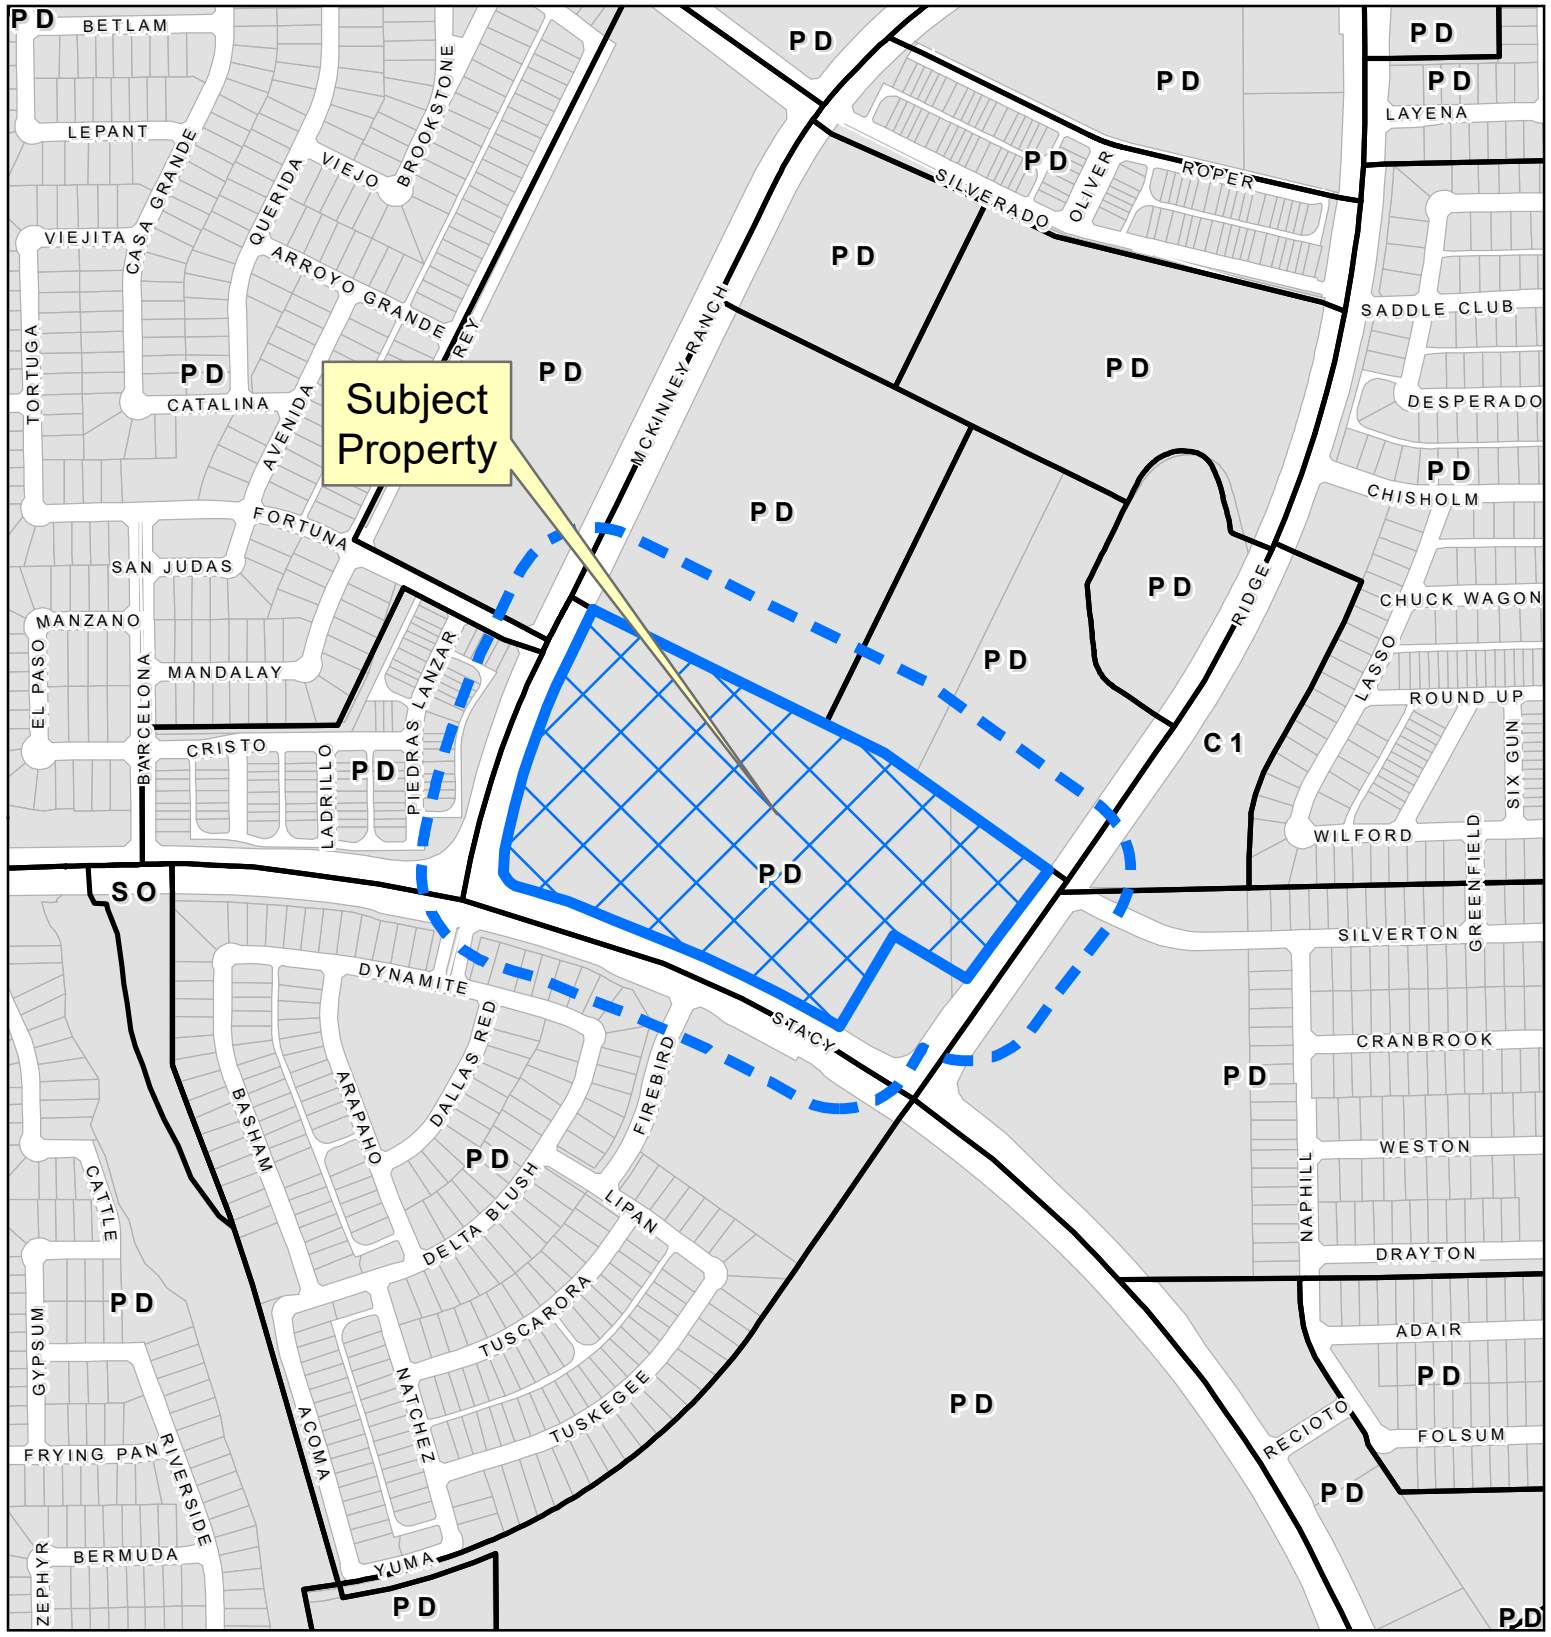 PD
BETLAM
PD
PD
PD
PD
LAYENA
LEPANT
BROOKSTONE
CASA GRANDE
VIEJO
QUERIDA
PD
OLIVER
ROPER
SILVERADO
VIEJITA
ARROYO GRANDE
PD
MCKINNEY RANCH
SADDLE CLUB
TORTUGA
REY
PD
PD
PD
CATALINA
AVENIDA
DESPERADO
Subject
Property
PD
CHISHOLM
FORTUNA
PD
SAN JUDAS
PD
RIDGE
CHUCK WAGON
MANZANO
EL PASO
BARCELONA
MANDALAY
PIEDRAS LANZAR
PD
LASSO
ROUND UP
C1
CRISTO
LADRILLO
PD
SIX GUN
WILFORD
GREENFIELD
SO
PD
SILVERTON
DYNAMITE
STACY
DALLAS RED
FIREBIRD
CRANBROOK
PD
BASHAM
ARAPAHO
PD
WESTON
CATTLE
DELTA BLUSH
LIPAN
NAPHILL
DRAYTON
PD
GYPSUM
TUSCARORA
ADAIR
PD
NATCHEZ
TUSKEGEE
PD
ACOMA
RECIOTO
FOLSUM
FRYING PAN
RIVERSIDE
PD
ZEPHYR
BERMUDA
YUMA
PD
PD